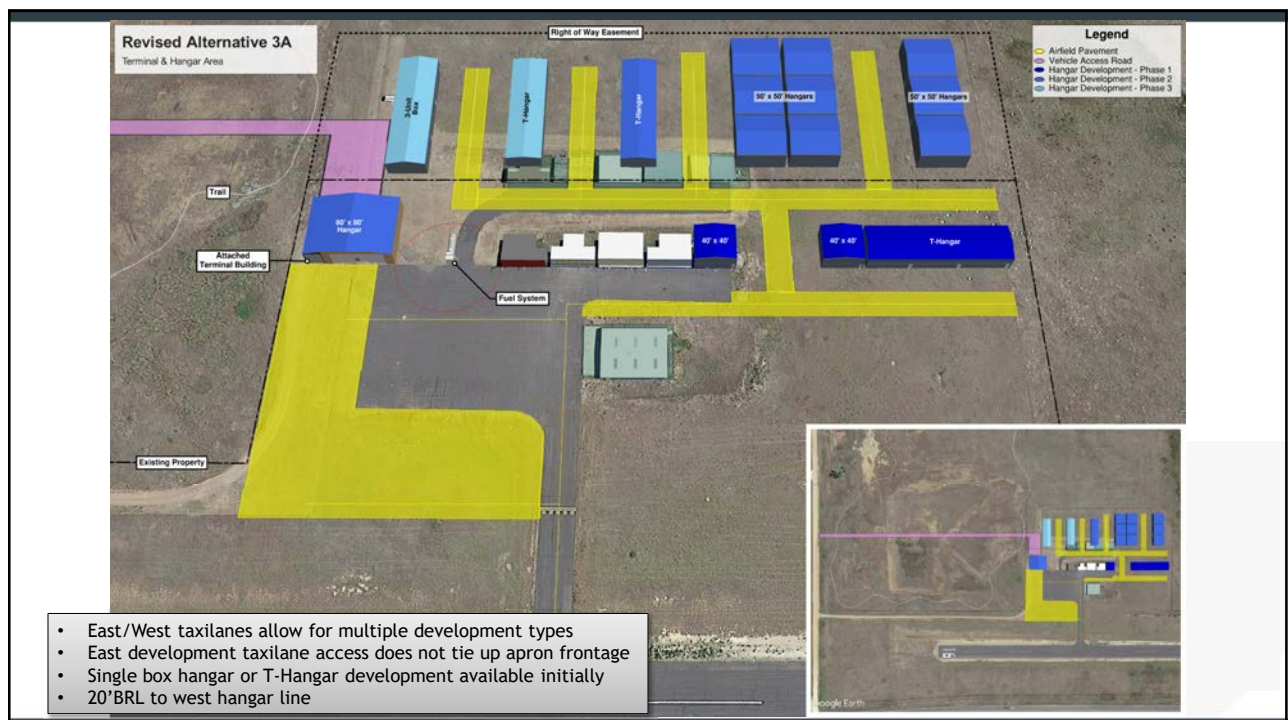 Revised Alternative 3A
Terminal & Hangar Area
Right of Way Easement
Legend
Airfield Pavement
Vehicle Access Road
Hangar Development - Phase 1
Hangar Development - Phase 2
Hangar Development - Phase 3
3-Unit
Box
T-Hangar
T-Hangar
50' x 50' Hangars
50' x 50' Hangars
Trail
80' x 80'
Hangar
Attached
Terminal Building
40' x 40'
40' x 40'
T-Hangar
Fuel System
Existing Property
• East/West taxilanes allow for multiple development types
• East development taxilane access does not tie up apron frontage
• Single box hangar or T-Hangar development available initially
• 20'BRL to west hangar line
16
Google Earth